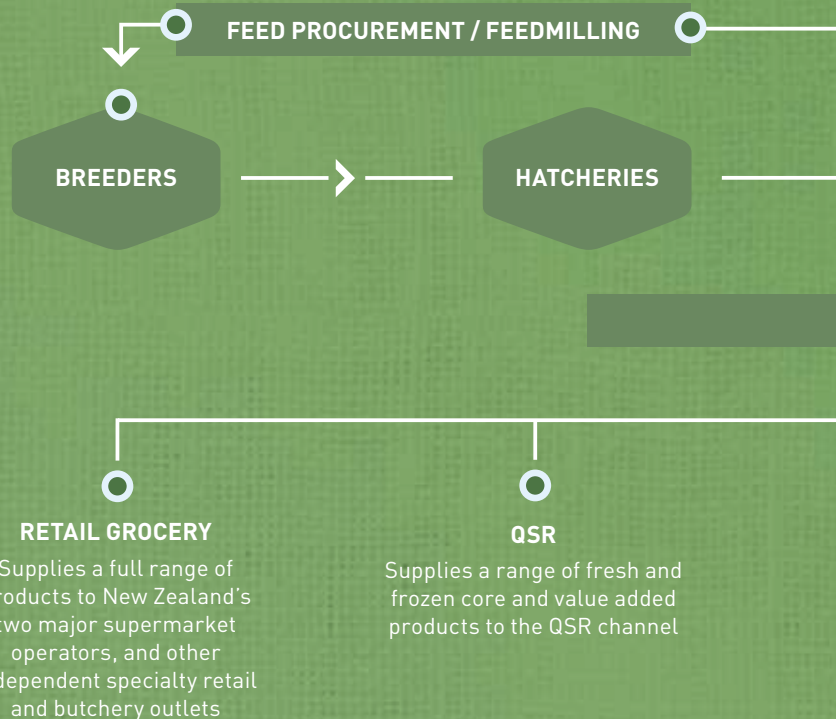 FEED PROCUREMENT / FEEDMILLING
BREEDERS
HATCHERIES
RETAIL GROCERY
Supplies a full range of
to New Zealand's
two major supermarket
operators, and other
specialty retail
and butchery outlets
QSR
Supplies a range of fresh and
frozen core and value added
products to the QSR channel